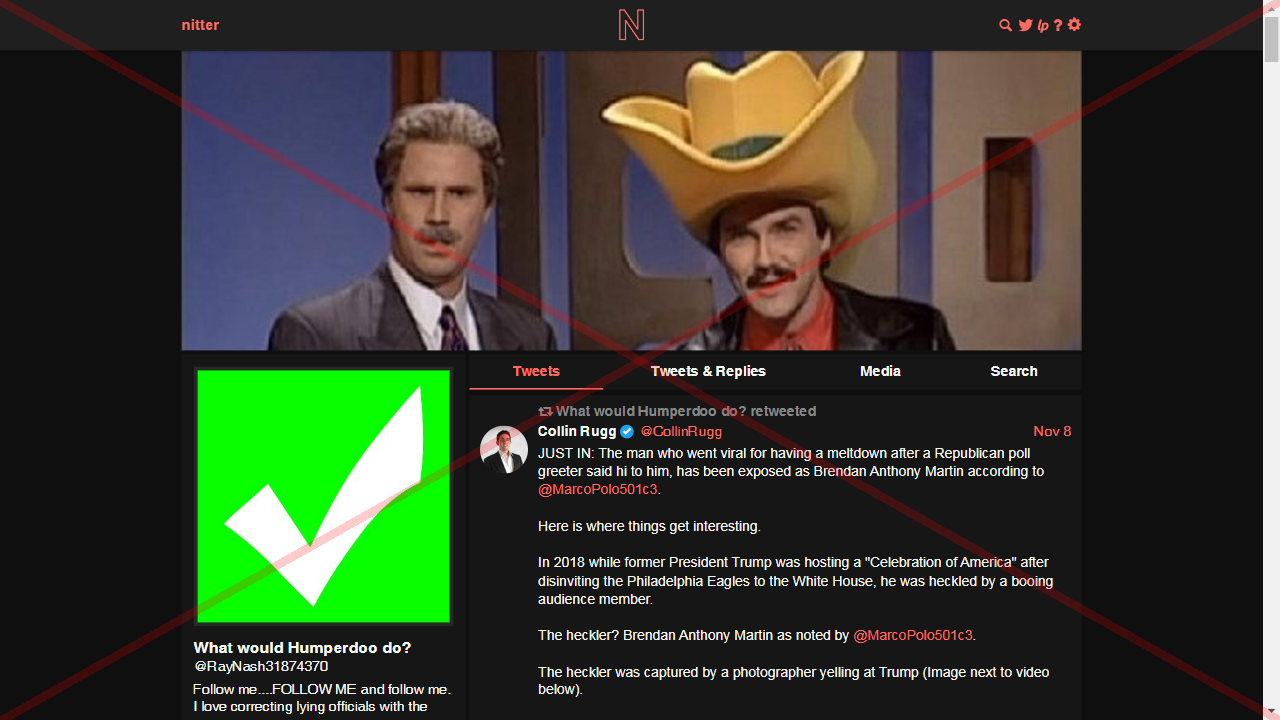 nitter
N
lp ?
Tweets
Tweets & Replies
Media
Search
What would Humperdoo do? retweeted
Collin Rugg @CollinRugg Nov 8
JUST IN: The man who went viral for having a meltdown after a Republican poll
greeter said hi to him, has been exposed as Brendan Anthony Martin according to
@MarcoPolo501c3.
Here is where things get interesting.
In 2018 while former President Trump was hosting a "Celebration of America" after
disinviting the Philadelphia Eagles to the White House, he was heckled by a booing
audience member.
The heckler? Brendan Anthony Martin as noted by @MarcoPolo501c3.
The heckler was captured by a photographer yelling at Trump (Image next to video
below).
What would Humperdoo do?
@RayNash31874370
Follow me....FOLLOW ME and follow me.
I love correcting lying officials with the